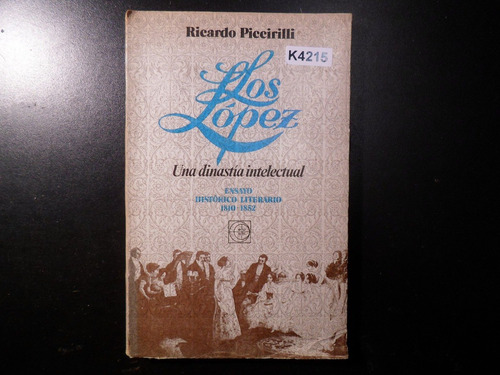 Ricardo Piccirilli
K4215
Los
López
Una dinastía intelectual
ENSAYO
HISTÓRICO LITERARIO
1810-1852